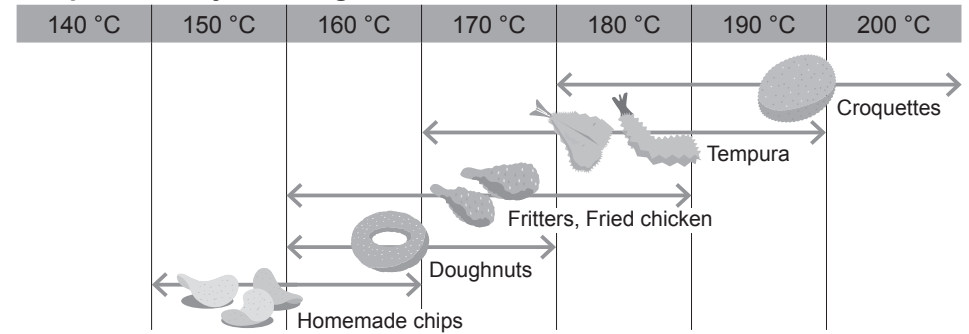 140 °C 150 °C 160 °C 170 °C 180 °C 190 °C 200 °C
Croquettes
Tempura
Fritters, Fried chicken
Doughnuts
Homemade chips